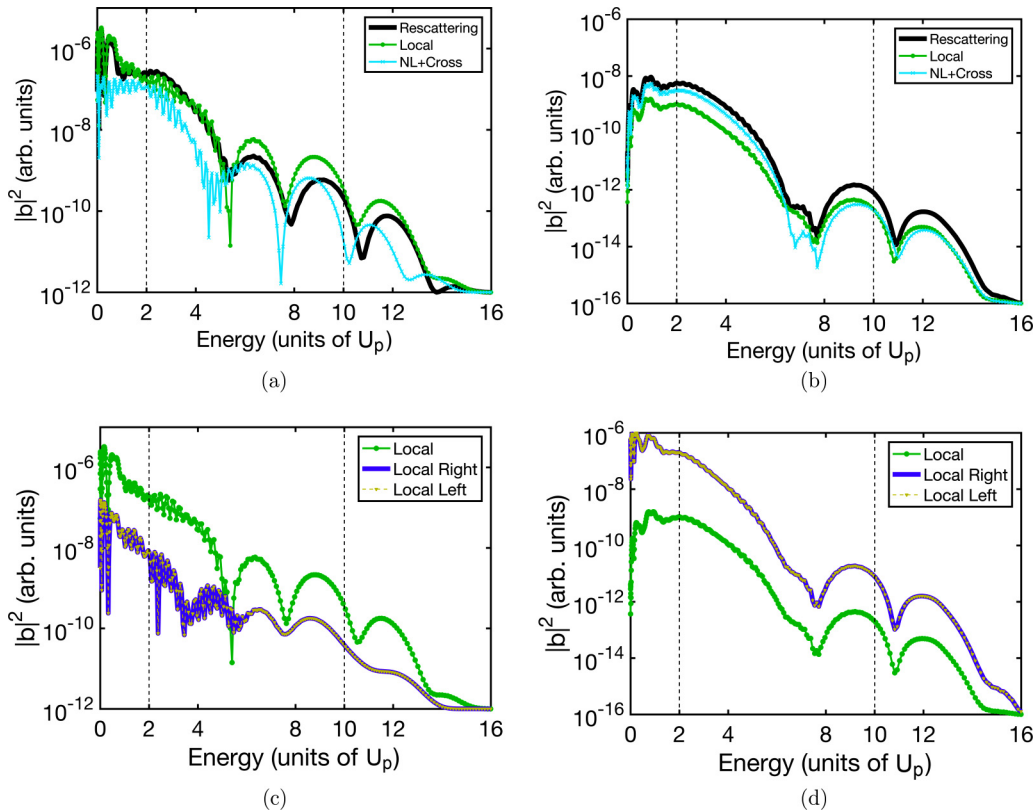 10^-6
10^-8
10^-10
10^-12
|b|^2 (arb. units)
0 2 4 8 10 12 16
Energy (units of U_p)
Rescattering
Local
NL+Cross
(a)
10^-6
10^-8
10^-10
10^-12
10^-14
10^-16
|b|^2 (arb. units)
0 2 4 8 10 12 16
Energy (units of U_p)
Rescattering
Local
NL+Cross
(b)
10^-6
10^-8
10^-10
10^-12
|b|^2 (arb. units)
0 2 4 8 10 12 16
Energy (units of U_p)
Local
Local Right
Local Left
(c)
10^-6
10^-8
10^-10
10^-12
10^-14
10^-16
|b|^2 (arb. units)
0 2 4 8 10 12 16
Energy (units of U_p)
Local
Local Right
Local Left
(d)